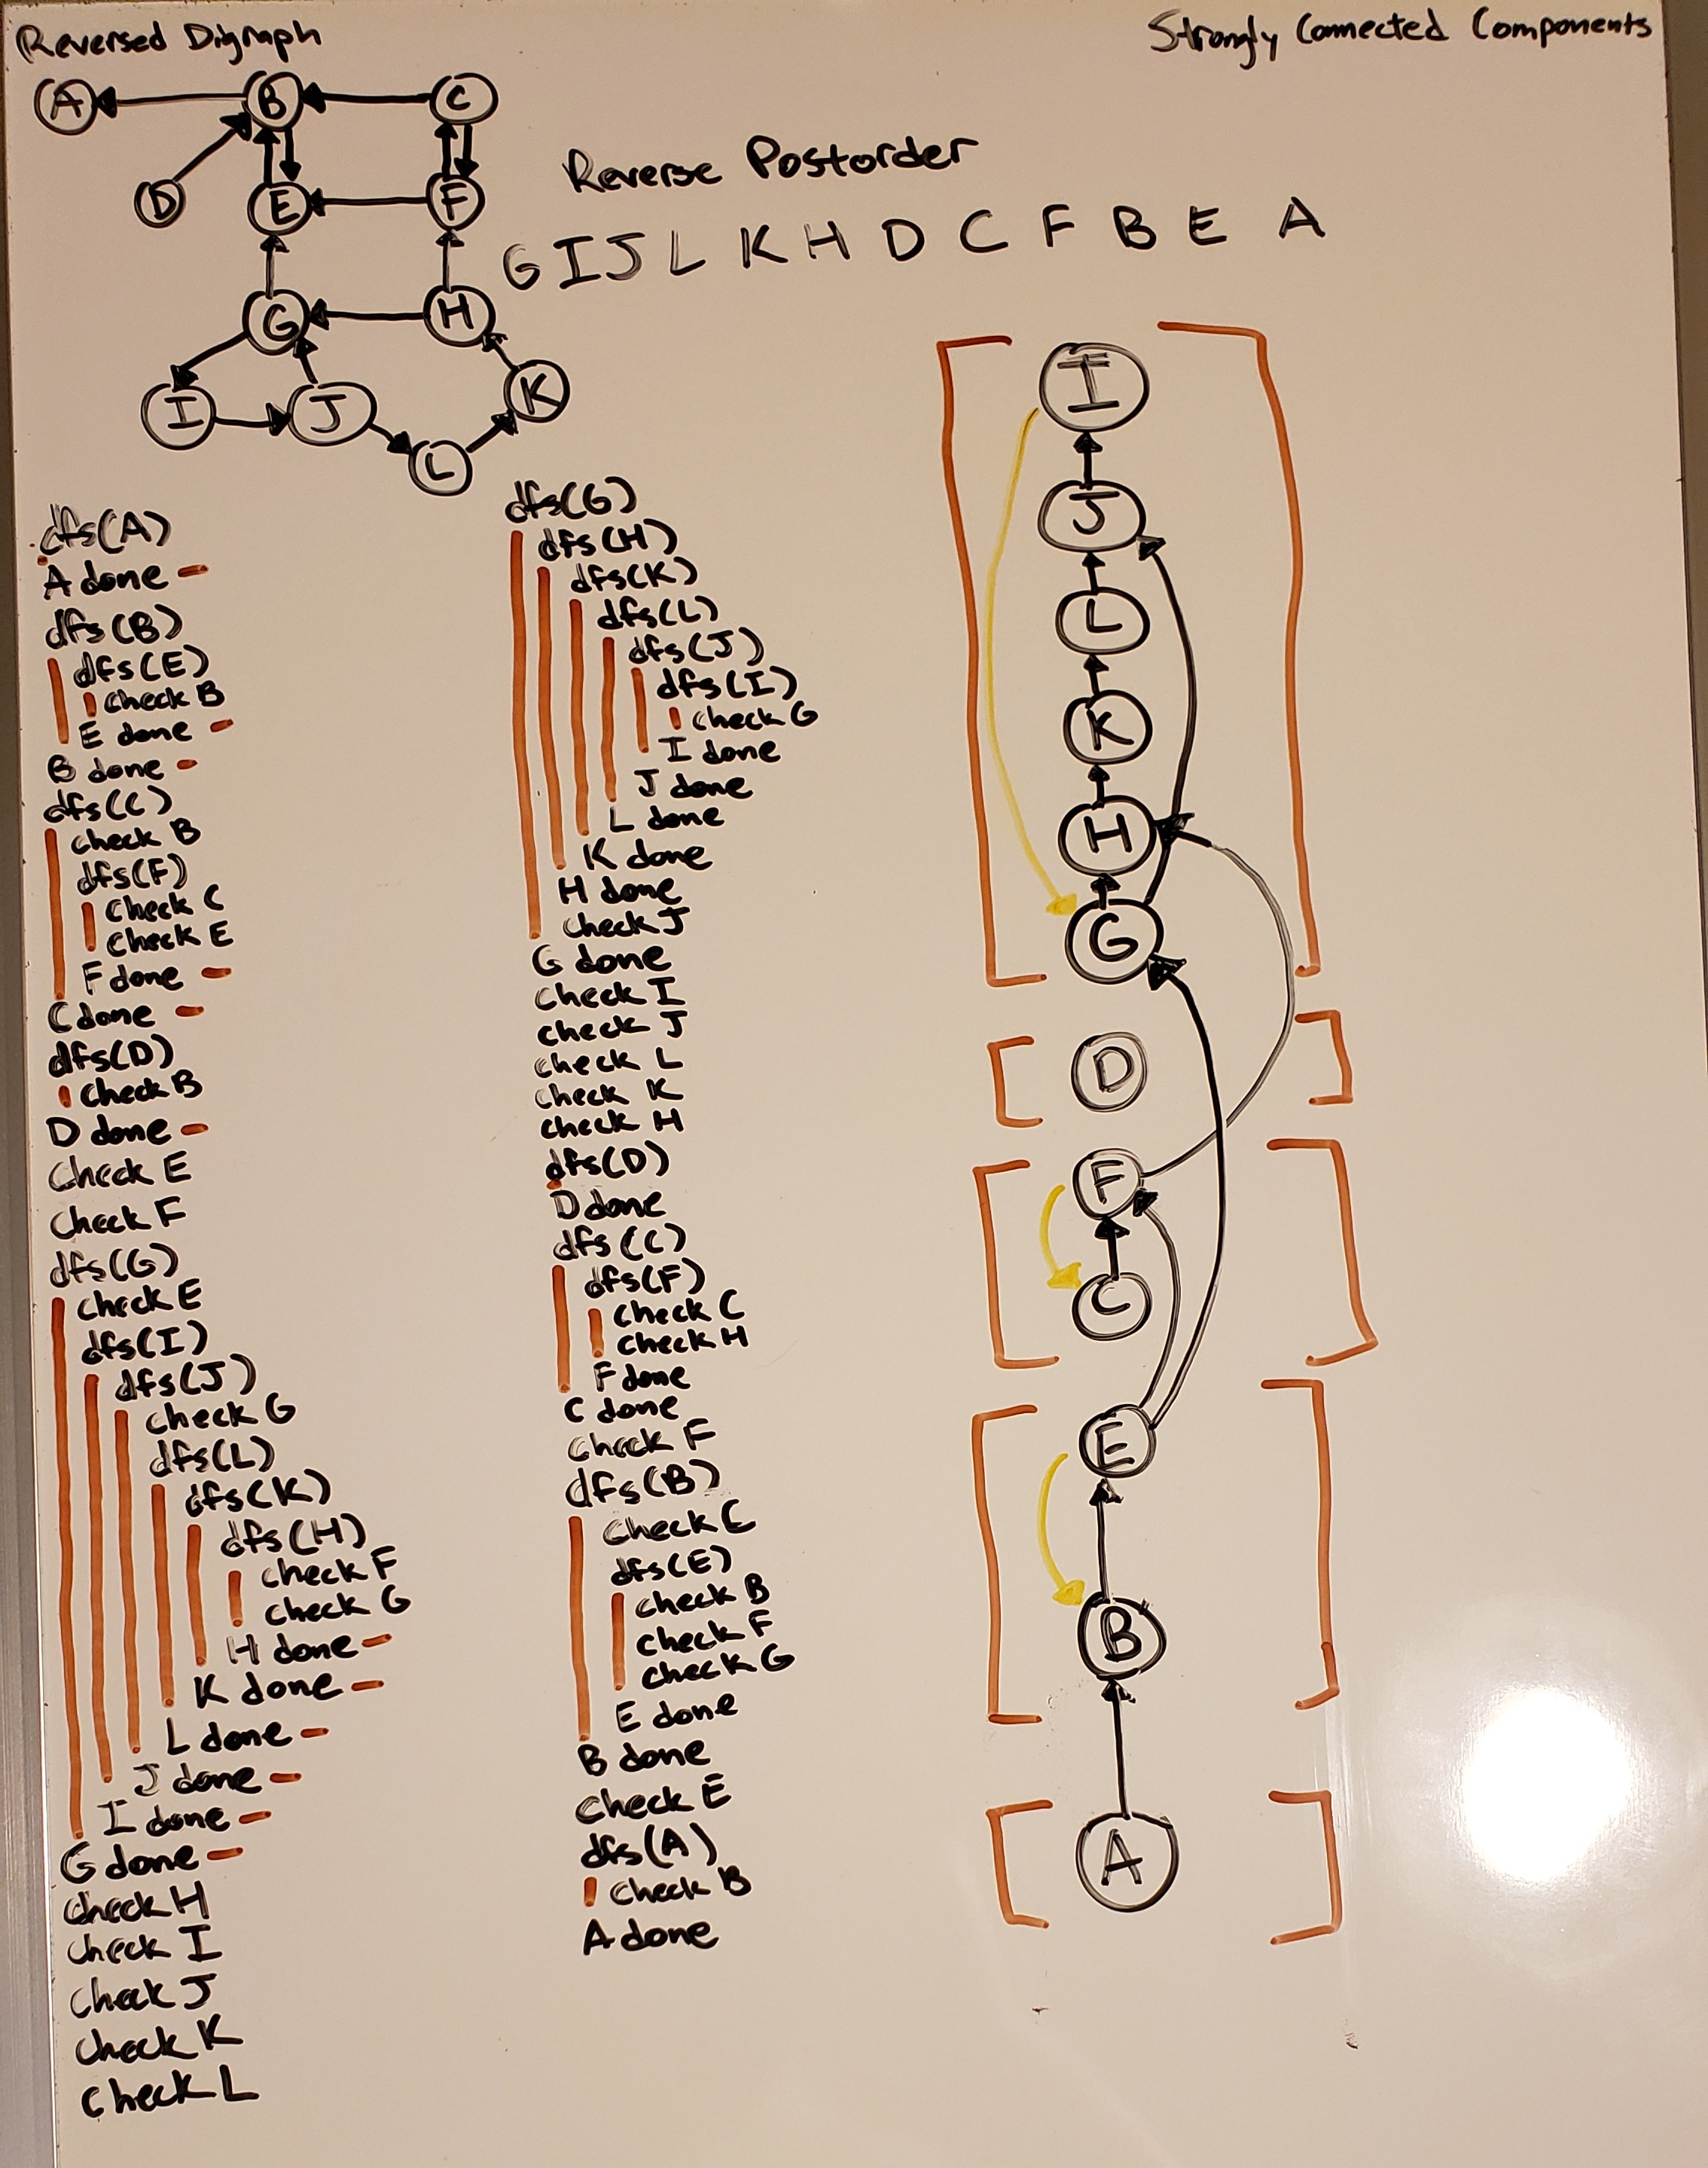 Reversed Digraph
Strongly Connected Components
A B C
D E F
G H
I J K
L
Reverse Postorder
G I J L K H D C F B E A
dfs(A)
A done -
dfs(B)
dfs(E)
check B
E done -
B done -
dfs(C)
check B
dfs(F)
check C
check E
F done -
C done -
dfs(D)
check B
D done -
Check E
Check F
dfs(G)
check E
dfs(I)
dfs(J)
check G
dfs(L)
dfs(K)
dfs(H)
check F
check G
H done -
K done -
L done -
J done -
I done -
G done -
check H
check I
check J
check K
check L
dfs(G)
dfs(H)
dfs(K)
dfs(L)
dfs(J)
dfs(I)
check G
I done
J done
L done
K done
H done
check J
G done
check I
check J
check L
check K
check H
dfs(D)
D done
dfs(C)
dfs(F)
check C
check H
F done
C done
check F
dfs(B)
check C
dfs(E)
check B
check F
check G
E done
B done
check E
dfs(A)
check B
A done
I
J
L
K
H
G
D
F
C
E
B
A